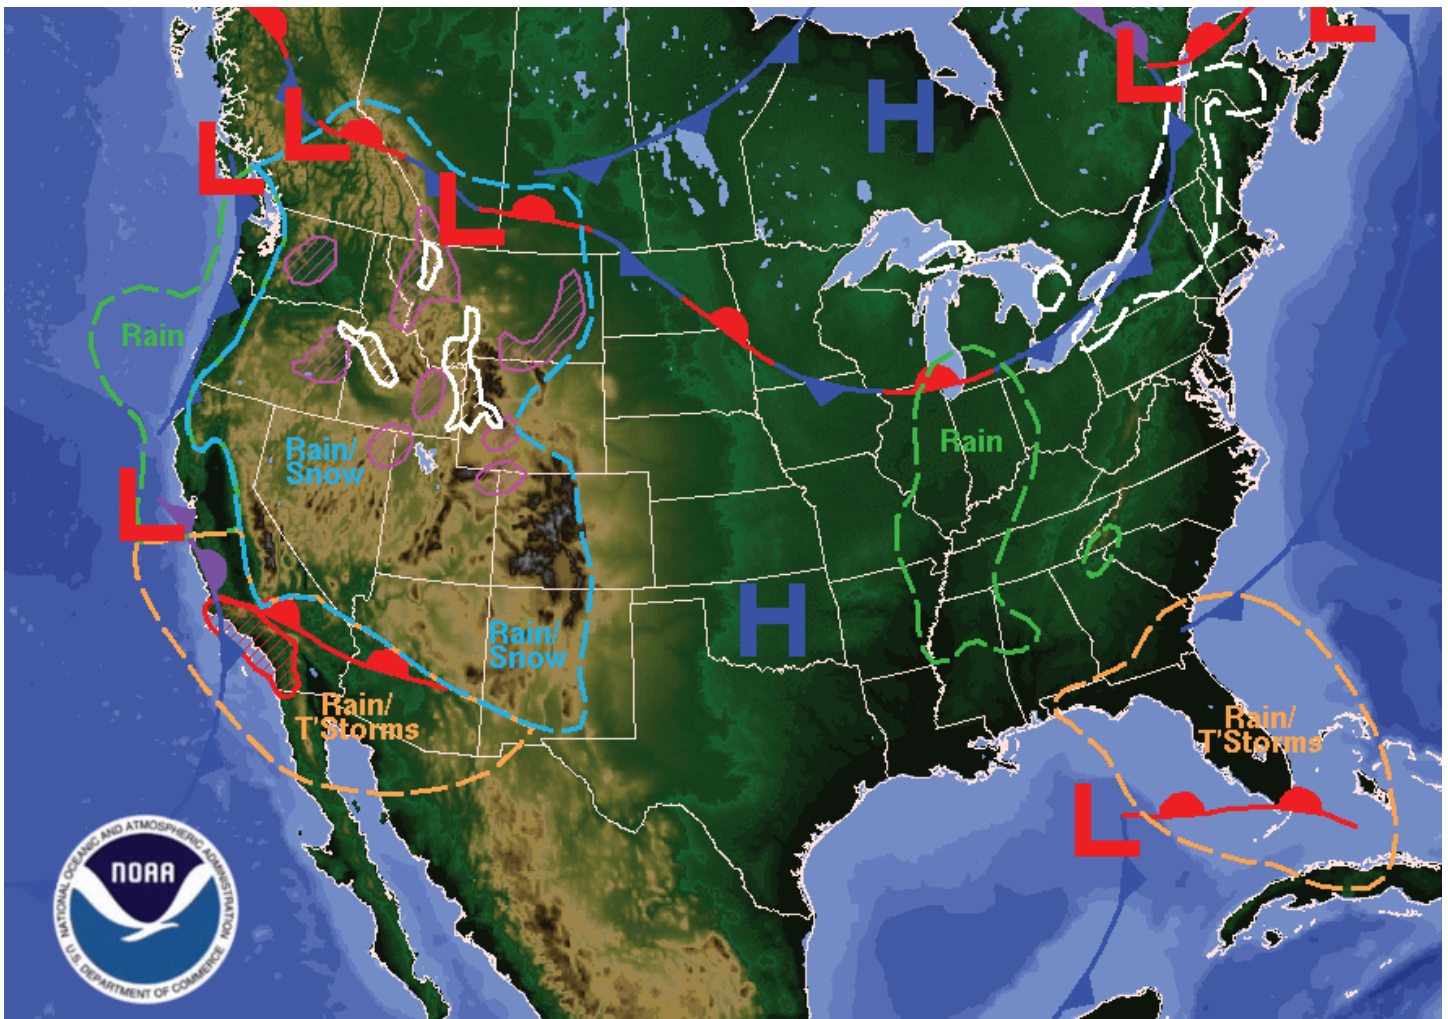 L
L
L
H
L
L
L
Rain
Rain/
Snow
Rain
L
H
Rain/
Snow
Rain/
T'Storms
Rain/
T'Storms
L
NATIONAL OCEANIC AND ATMOSPHERIC ADMINISTRATION
NOAA
U.S. DEPARTMENT OF COMMERCE